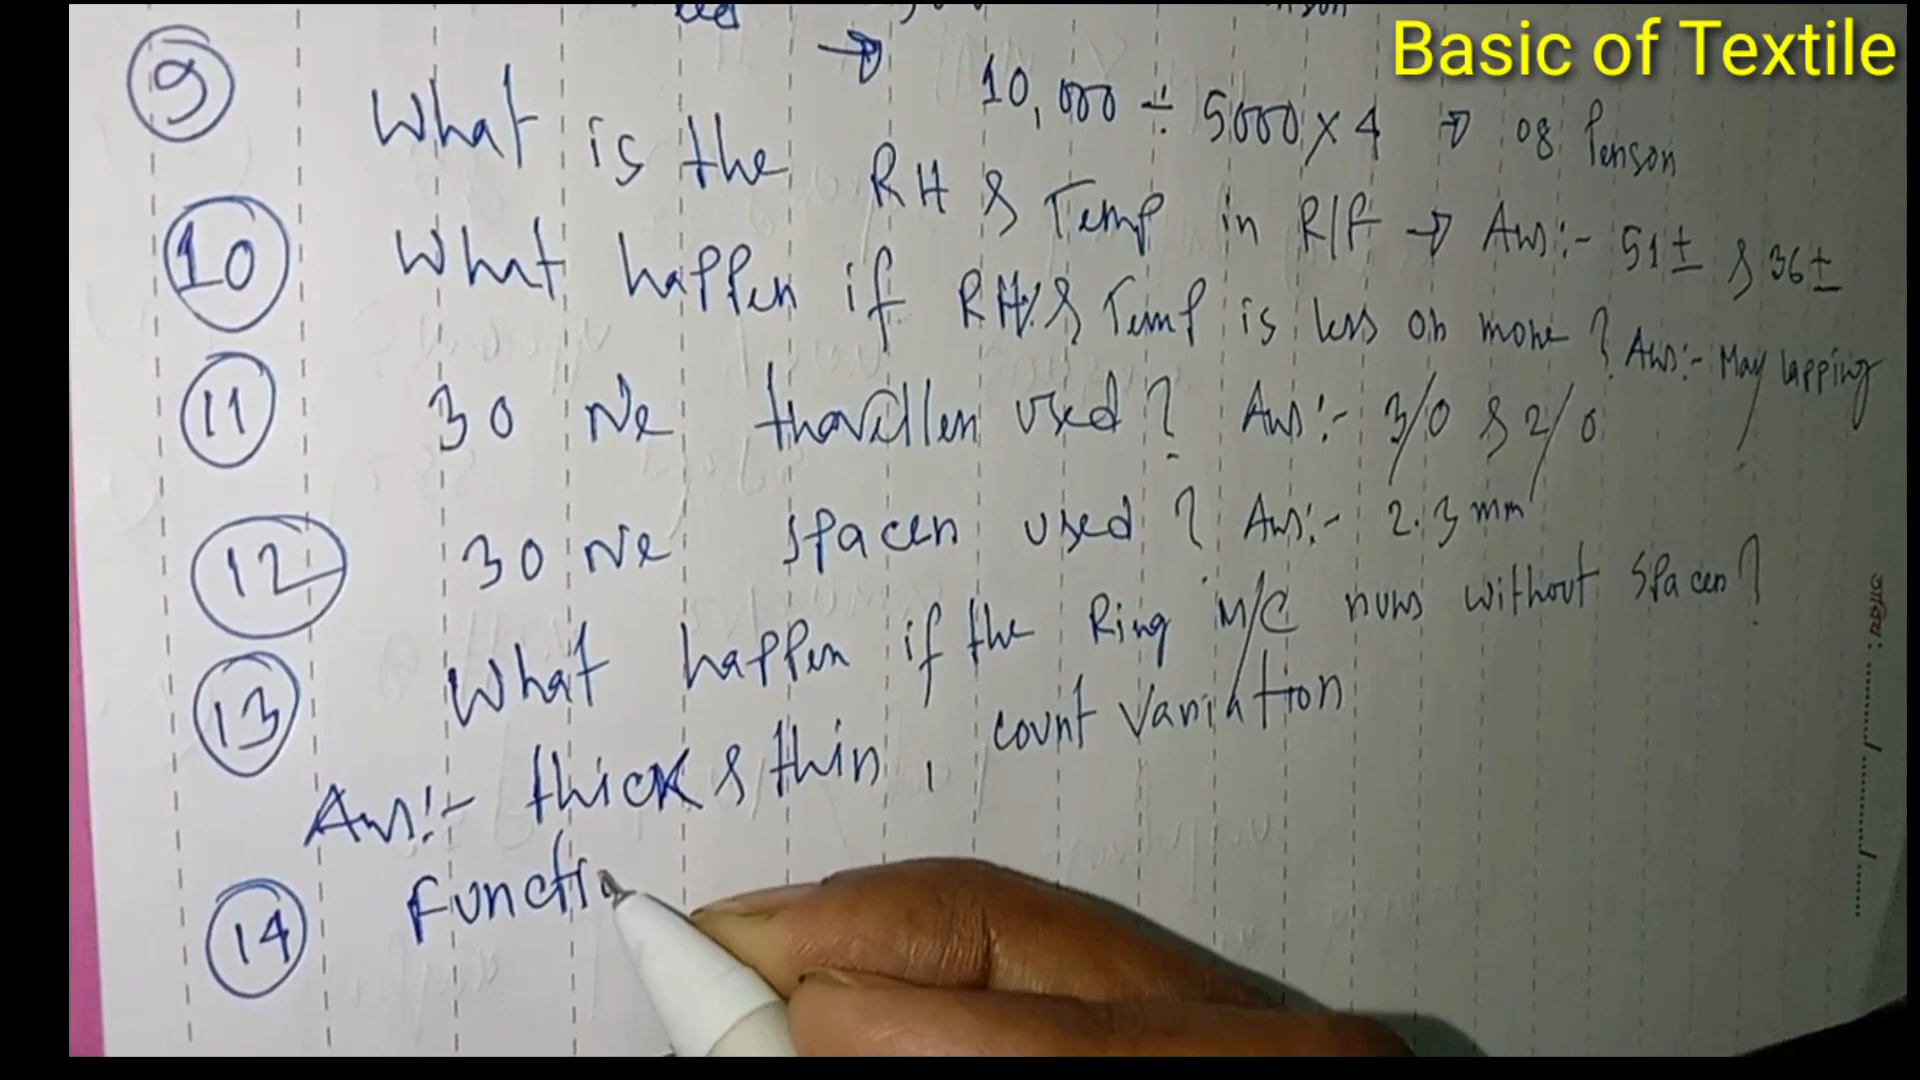 Basic of Textile
→ 10,000 ÷ 5000 × 4 → 08 Person
9 What is the RH & Temp in R/F → Ans:- 51± & 36±
10 What happen if RH% & Temp is less or more? Ans:- May lapping
11 30 Ne traveller used? Ans:- 3/0 & 2/0
12 30 Ne spacer used? Ans:- 2.3 mm
13 What happen if the Ring M/C runs without spacer?
Ans:- thick & thin, count variation
14 Functio